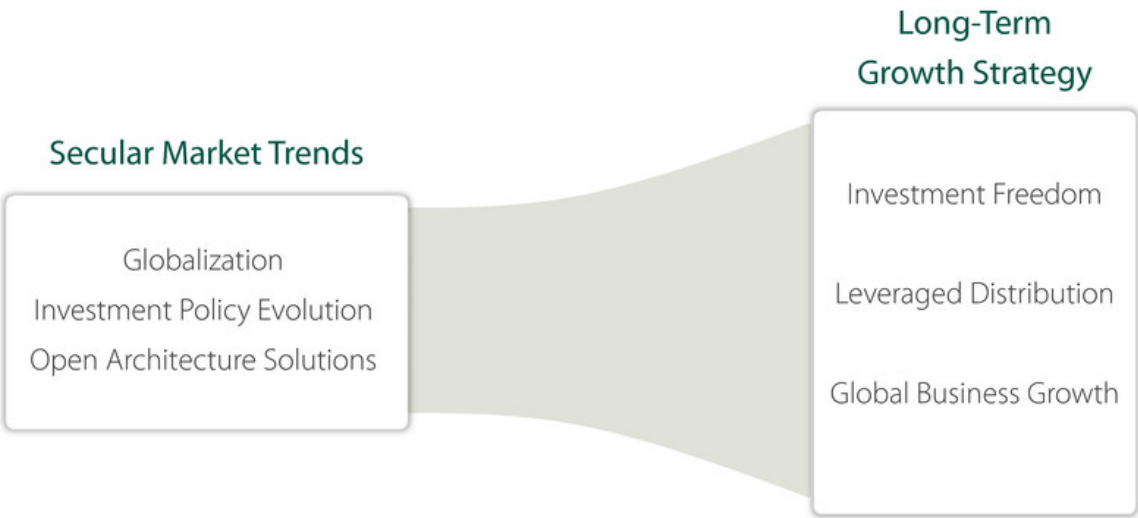 Secular Market Trends
Globalization
Investment Policy Evolution
Open Architecture Solutions
Long-Term
Growth Strategy
Investment Freedom
Leveraged Distribution
Global Business Growth